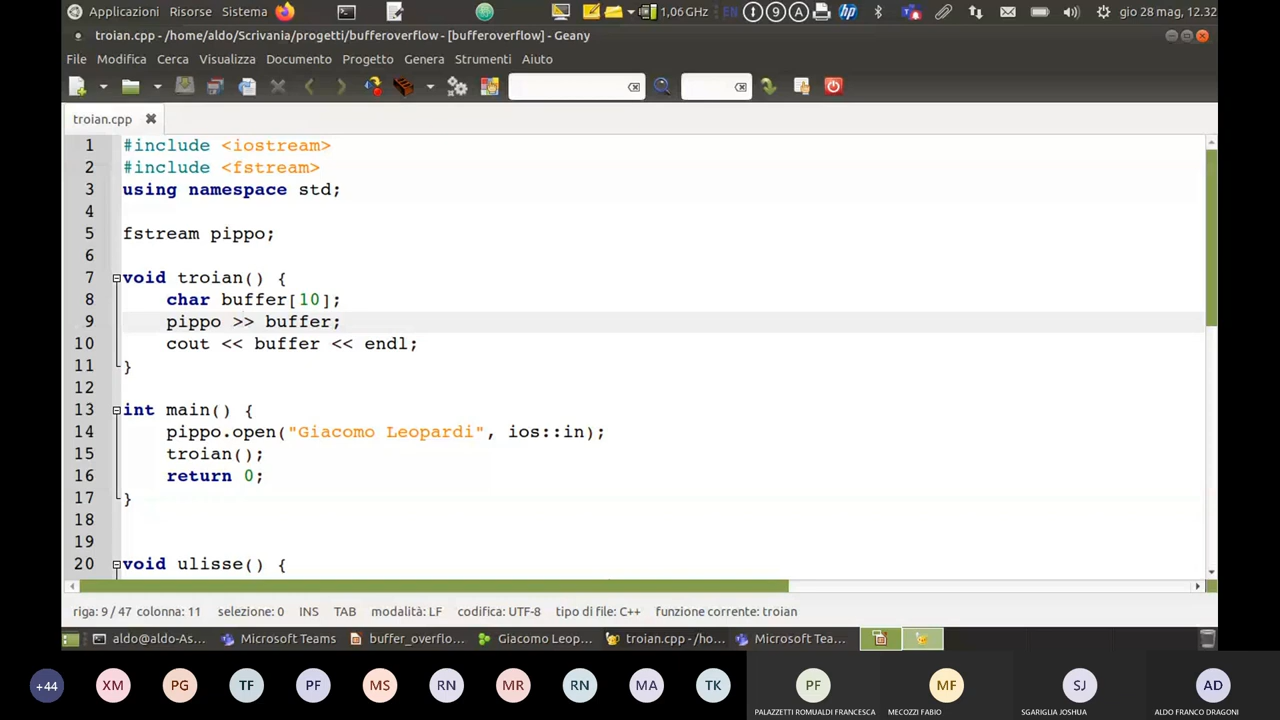 Applicazioni Risorse Sistema 1,06 GHz EN 9 A hp gio 28 mag, 12.32
troian.cpp - /home/aldo/Scrivania/progetti/bufferoverflow - [bufferoverflow] - Geany
File Modifica Cerca Visualizza Documento Progetto Genera Strumenti Aiuto
troian.cpp
1 #include <iostream>
2 #include <fstream>
3 using namespace std;
4
5 fstream pippo;
6
7 void troian() {
8 char buffer[10];
9 pippo >> buffer;
10 cout << buffer << endl;
11 }
12
13 int main() {
14 pippo.open("Giacomo Leopardi", ios::in);
15 troian();
16 return 0;
17 }
18
19
20 void ulisse() {
riga: 9 / 47 colonna: 11 selezione: 0 INS TAB modalità: LF codifica: UTF-8 tipo di file: C++ funzione corrente: troian
aldo@aldo-As... Microsoft Teams buffer_overflo... Giacomo Leop... troian.cpp - /ho... Microsoft Tea...
+44 XM PG TF PF MS RN MR RN MA TK PF MF SJ AD
PALAZZETTI ROMUALDI FRANCESCA MECOZZI FABIO SGARIGLIA JOSHUA ALDO FRANCO DRAGONI